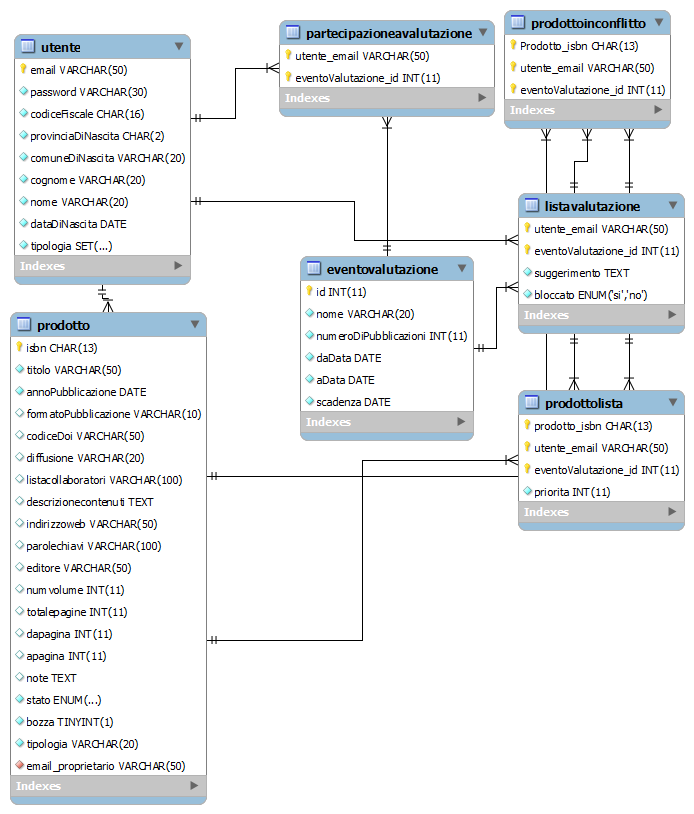 utente
email VARCHAR(50)
password VARCHAR(30)
codiceFiscale CHAR(16)
provinciaDiNascita CHAR(2)
comuneDiNascita VARCHAR(20)
cognome VARCHAR(20)
nome VARCHAR(20)
dataDiNascita DATE
tipologia SET(...)
Indexes
partecipazioneavalutazione
utente_email VARCHAR(50)
eventoValutazione_id INT(11)
Indexes
prodottoinconflitto
Prodotto_isbn CHAR(13)
utente_email VARCHAR(50)
eventoValutazione_id INT(11)
Indexes
listavalutazione
utente_email VARCHAR(50)
eventoValutazione_id INT(11)
suggerimento TEXT
bloccato ENUM('si','no')
Indexes
eventovalutazione
id INT(11)
nome VARCHAR(20)
numeroDiPubblicazioni INT(11)
daData DATE
aData DATE
scadenza DATE
Indexes
prodotto
isbn CHAR(13)
titolo VARCHAR(50)
annoPubblicazione DATE
formatoPubblicazione VARCHAR(10)
codiceDoi VARCHAR(50)
diffusione VARCHAR(20)
listacollaboratori VARCHAR(100)
descrizionecontenuti TEXT
indirizzoweb VARCHAR(50)
parolechiavi VARCHAR(100)
editore VARCHAR(50)
numvolume INT(11)
totalepagine INT(11)
dapagina INT(11)
apagina INT(11)
note TEXT
stato ENUM(...)
bozza TINYINT(1)
tipologia VARCHAR(20)
email_proprietario VARCHAR(50)
Indexes
prodottolista
prodotto_isbn CHAR(13)
utente_email VARCHAR(50)
eventoValutazione_id INT(11)
priorita INT(11)
Indexes